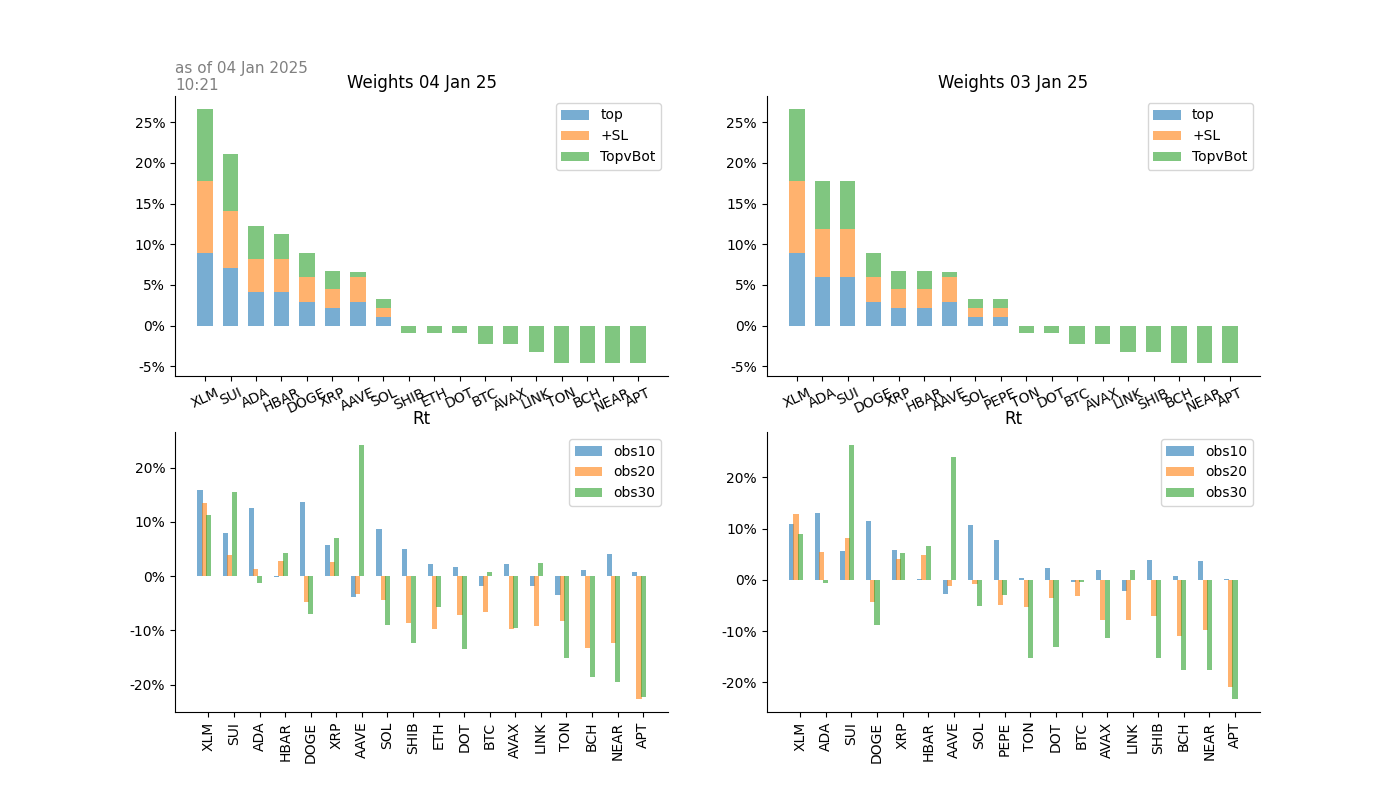 as of 04 Jan 2025
10:21
Weights 04 Jan 25
25%
20%
15%
10%
5%
0%
-5%
top
+SL
TopvBot
XLM SUI ADA HBAR DOGE XRP AAVE SOL SHIB ETH DOT BTC AVAX LINK TON BCH NEAR APT
Weights 03 Jan 25
25%
20%
15%
10%
5%
0%
-5%
top
+SL
TopvBot
XLM ADA SUI DOGE XRP HBAR AAVE SOL PEPE TON DOT BTC AVAX LINK SHIB BCH NEAR APT
Rt
20%
10%
0%
-10%
-20%
obs10
obs20
obs30
XLM SUI ADA HBAR DOGE XRP AAVE SOL SHIB ETH DOT BTC AVAX LINK TON BCH NEAR APT
Rt
20%
10%
0%
-10%
-20%
obs10
obs20
obs30
XLM ADA SUI DOGE XRP HBAR AAVE SOL PEPE TON DOT BTC AVAX LINK SHIB BCH NEAR APT